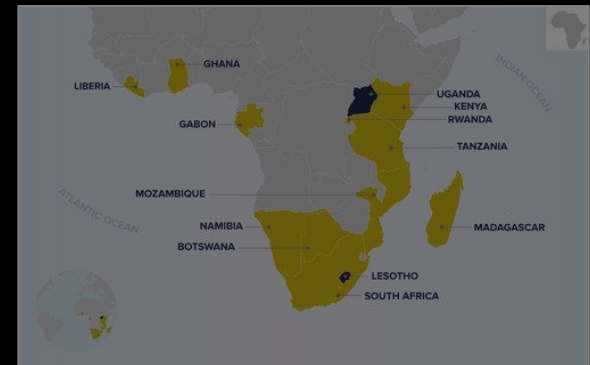 GHANA
LIBERIA
INDIAN OCEAN
UGANDA
KENYA
GABON
RWANDA
TANZANIA
MOZAMBIQUE
ATLANTIC OCEAN
NAMIBIA
MADAGASCAR
BOTSWANA
LESOTHO
SOUTH AFRICA